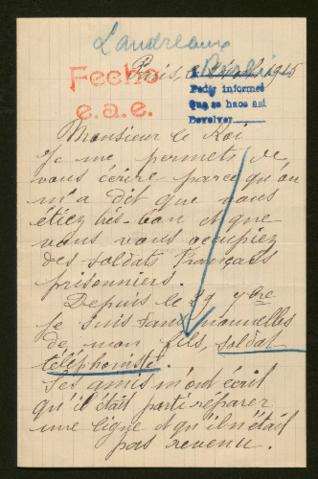 Landreaux
Fecho
e.a.e.
Paris, 1915
Berlin
Pedir informes
que se hace así
Devolver
Monsieur le Roi,
Je me permets de
vous écrire parce qu'on
m'a dit que vous
étiez très-bon et que
vous vous occupiez
des soldats Français
prisonniers.
Depuis le 29 9bre
je suis sans nouvelles
de mon fils, soldat
téléphoniste.
Ses amis m'ont écrit
qu'il était parti réparer
une ligne et qu'il n'était
pas revenu.